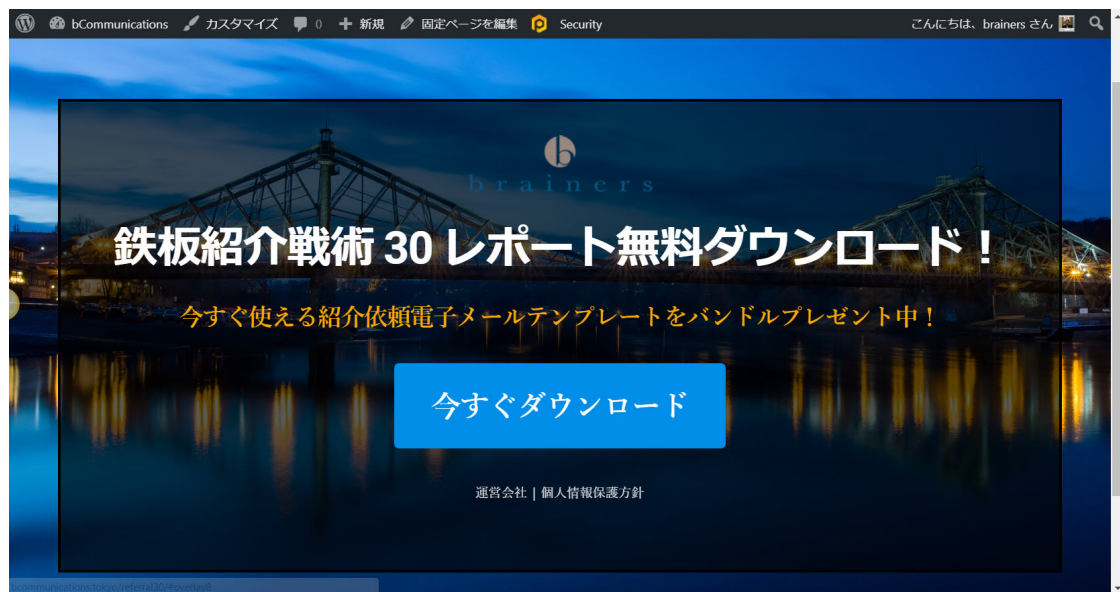 bCommunications カスタマイズ 0 新規 固定ページを編集 Security こんにちは、brainers さん
b
brainers
鉄板紹介戦術 30 レポート無料ダウンロード！
今すぐ使える紹介依頼電子メールテンプレートをバンドルプレゼント中！
今すぐダウンロード
運営会社 | 個人情報保護方針
bcommunications.tokyo/referral30/#overlay8